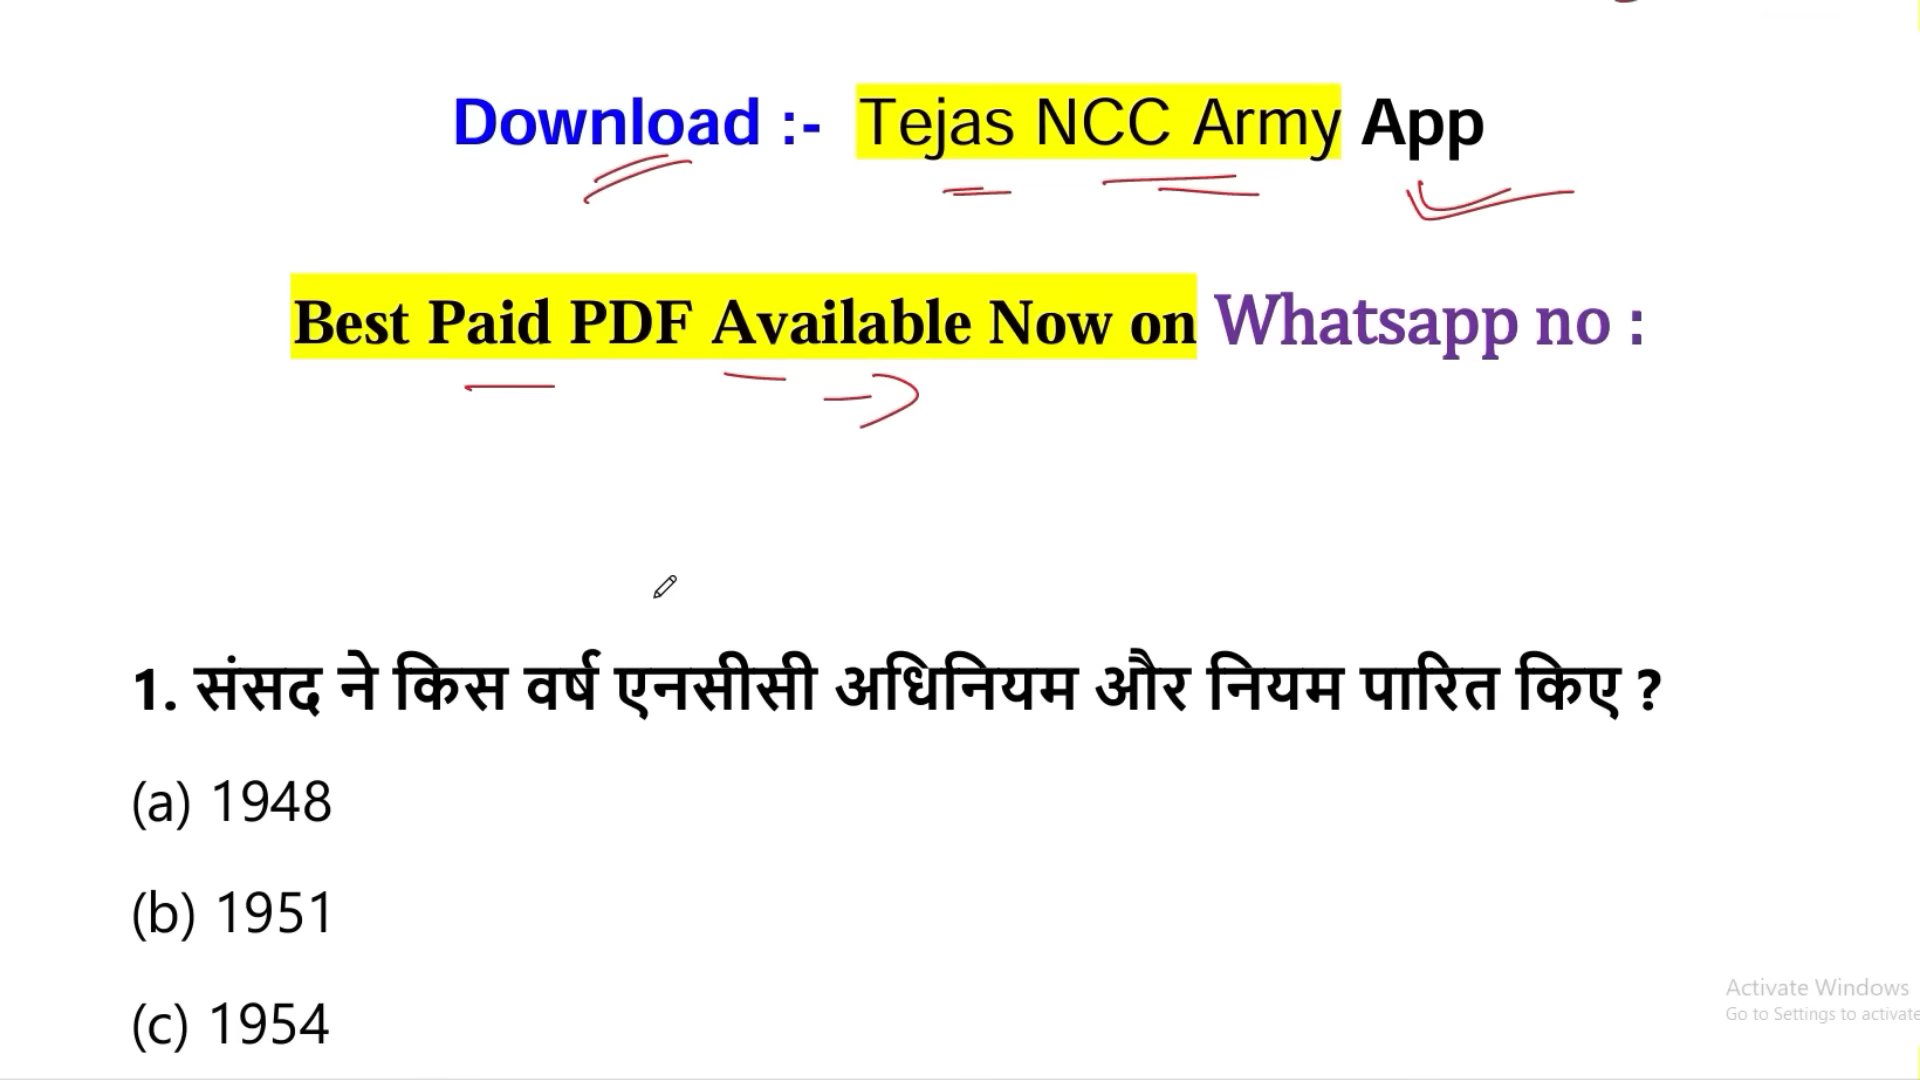 Download :- Tejas NCC Army App
Best Paid PDF Available Now on Whatsapp no :
1. संसद ने किस वर्ष एनसीसी अधिनियम और नियम पारित किए ?
(a) 1948
(b) 1951
(c) 1954
Activate Windows
Go to Settings to activate